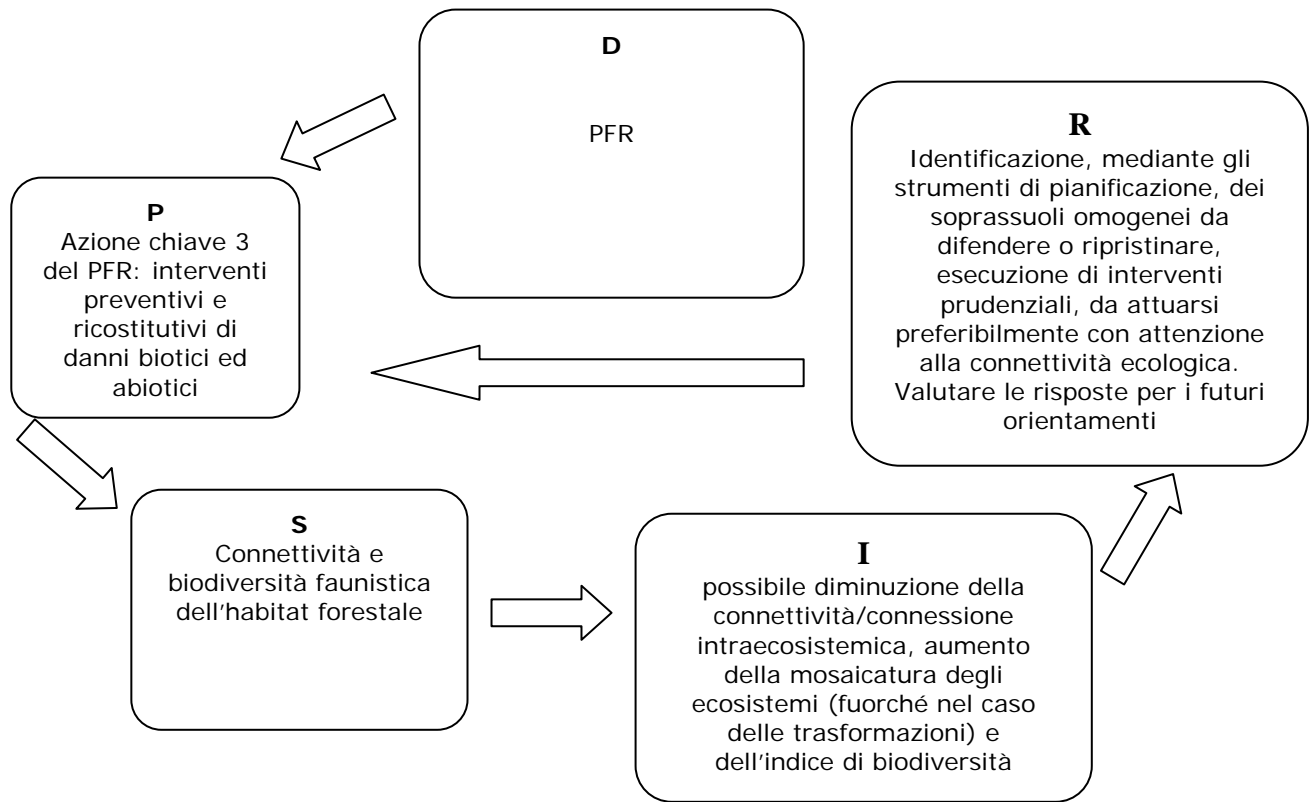 D
PFR
R
Identificazione, mediante gli
strumenti di pianificazione, dei
soprassuoli omogenei da
difendere o ripristinare,
esecuzione di interventi
prudenziali, da attuarsi
preferibilmente con attenzione
alla connettività ecologica.
Valutare le risposte per i futuri
orientamenti
P
Azione chiave 3
del PFR: interventi
preventivi e
ricostitutivi di
danni biotici ed
abiotici
S
Connettività e
biodiversità faunistica
dell'habitat forestale
I
possibile diminuzione della
connettività/connessione
intraecosistemica, aumento
della mosaicatura degli
ecosistemi (fuorché nel caso
delle trasformazioni) e
dell'indice di biodiversità